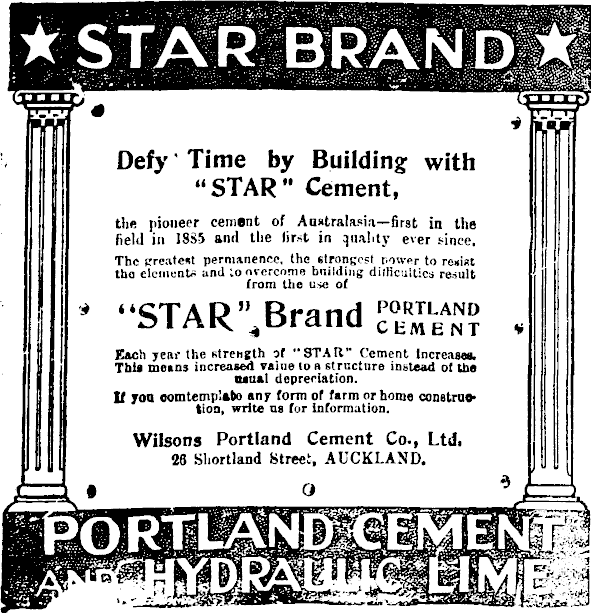 ★ STAR BRAND ★
Defy Time by Building with
"STAR" Cement,
the pioneer cement of Australasia—first in the
field in 1885 and the first in quality ever since.
The greatest permanence, the strongest power to resist
the elements and to overcome building difficulties result
from the use of
"STAR" Brand PORTLAND
CEMENT
Each year the strength of "STAR" Cement increases.
This means increased value to a structure instead of the
usual depreriation.
If you comtemplate any form of farm or home construc-
tion, write us for information.
Wilsons Portland Cement Co., Ltd.
26 Shortland Street, AUCKLAND.
PORTLAND CEMENT
AND HYDRAULIC LIME